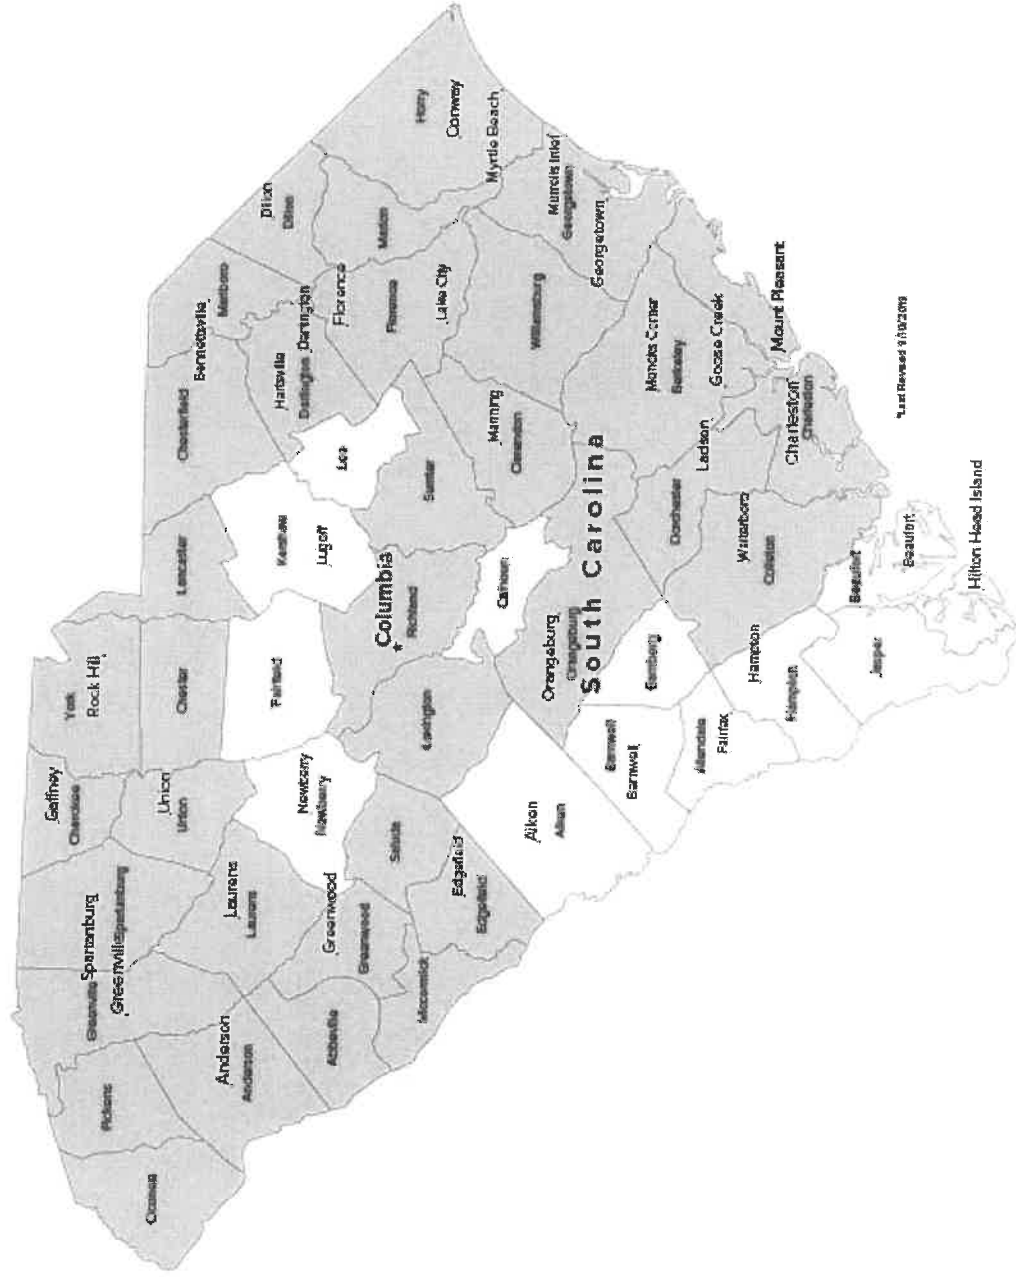 Oconee
Pickens
Greenville
Greenville
Spartanburg
Spartanburg
Gaffney
Cherokee
York
Rock Hill
Union
Union
Chester
Lancaster
Chesterfield
Bennettsville
Marlboro
Dillon
Dillon
Anderson
Anderson
Laurens
Laurens
Newberry
Newberry
Fairfield
Kershaw
Lugoff
Lee
Hartsville
Darlington
Darlington
Florence
Florence
Marion
Horry
Conway
Myrtle Beach
Abbeville
Greenwood
Greenwood
Saluda
Mccormick
Edgefield
Edgefield
Lexington
Columbia
Richland
Sumter
Lake City
Manning
Clarendon
Williamsburg
Murrells Inlet
Georgetown
Georgetown
Calhoun
Orangeburg
Orangeburg
South Carolina
Aiken
Aiken
Barnwell
Barnwell
Bamberg
Allendale
Fairfax
Hampton
Hampton
Dorchester
Ladson
Moncks Corner
Berkeley
Goose Creek
Mount Pleasant
Charleston
Charleston
Walterboro
Colleton
Beaufort
Beaufort
Jasper
Hilton Head Island